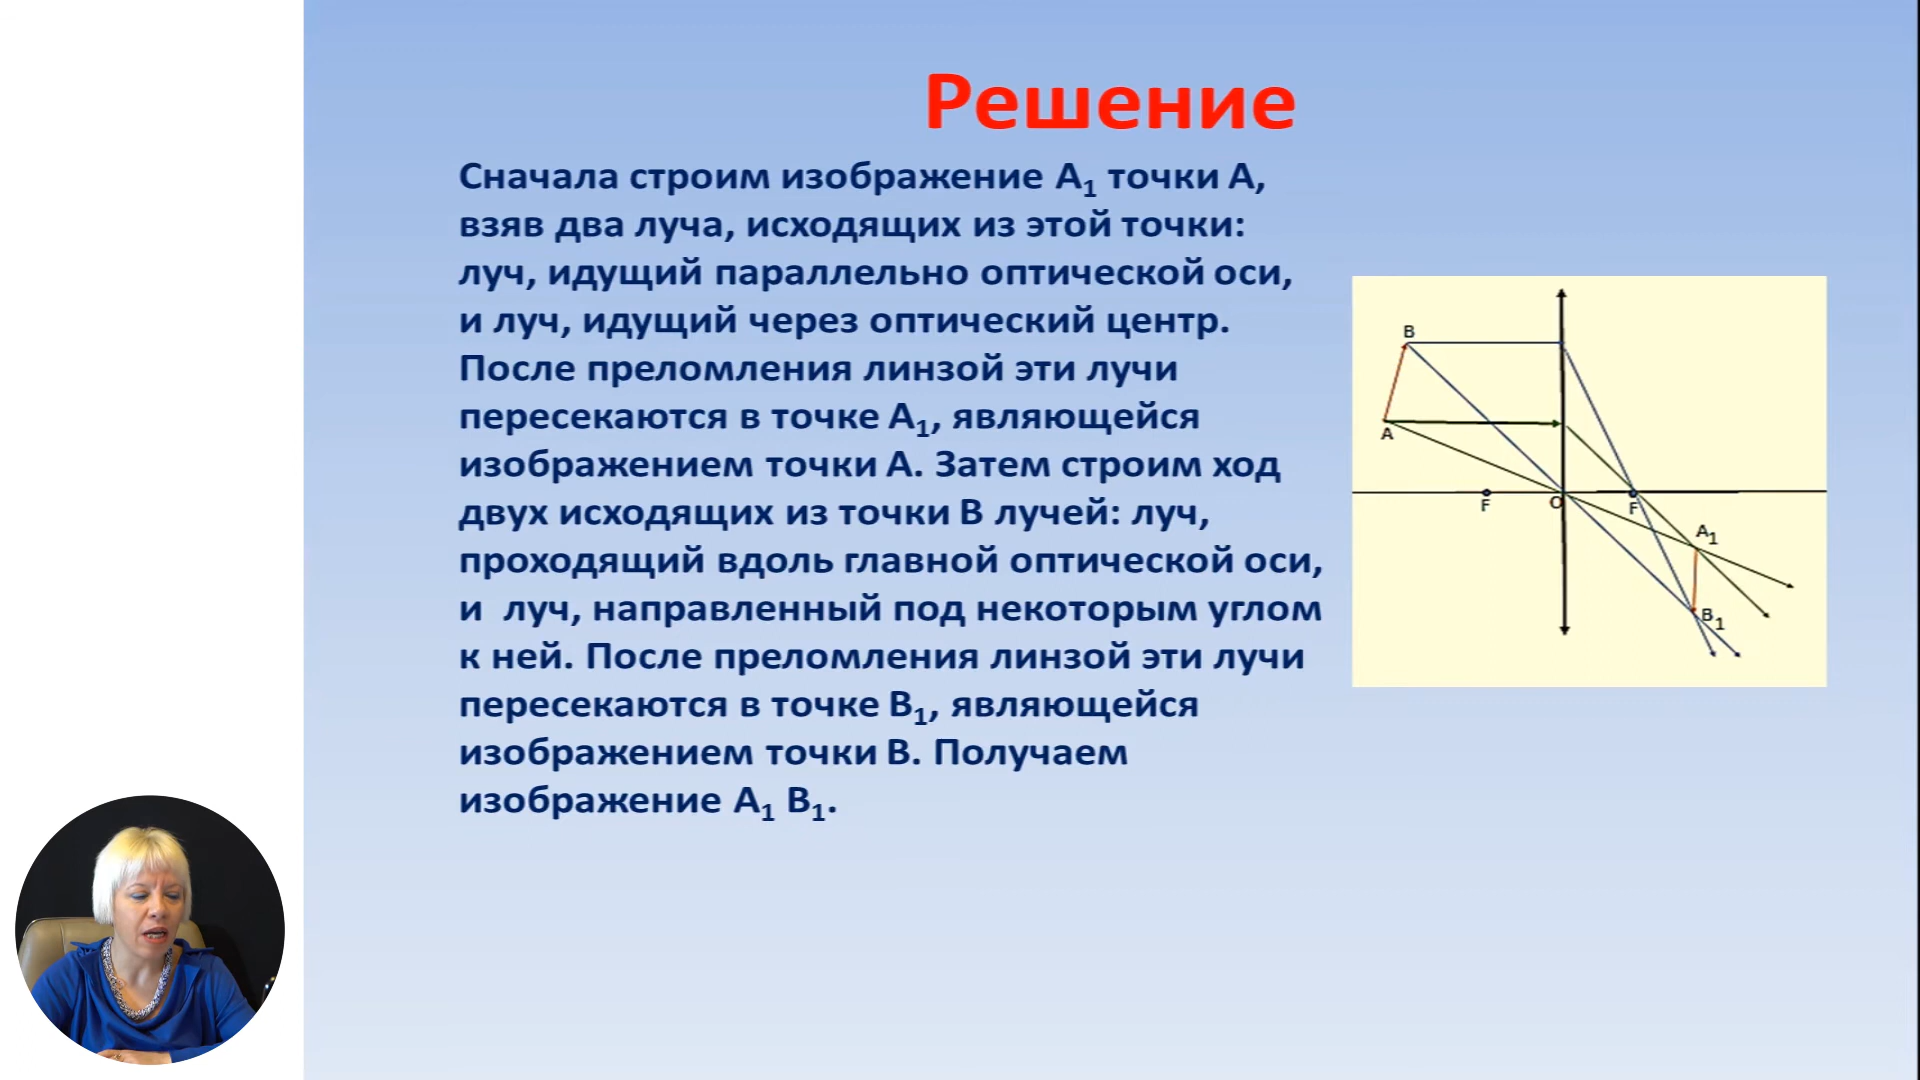 Решение
Сначала строим изображение А₁ точки А,
взяв два луча, исходящих из этой точки:
луч, идущий параллельно оптической оси,
и луч, идущий через оптический центр.
После преломления линзой эти лучи
пересекаются в точке А₁, являющейся
изображением точки А. Затем строим ход
двух исходящих из точки В лучей: луч,
проходящий вдоль главной оптической оси,
и луч, направленный под некоторым углом
к ней. После преломления линзой эти лучи
пересекаются в точке В₁, являющейся
изображением точки В. Получаем
изображение А₁ В₁.
B
A
F
O
F
A₁
B₁